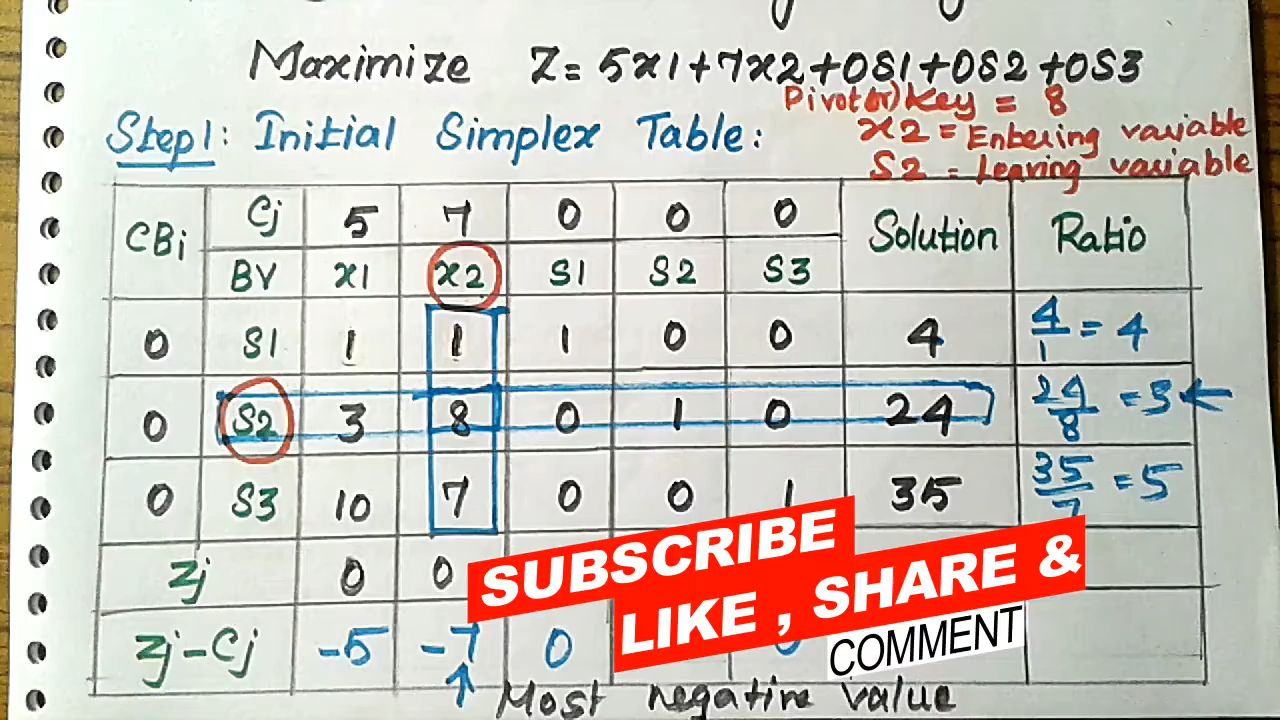 Maximize Z = 5x1+7x2+0S1+0S2+0S3
Pivot(or)Key = 8
Step1: Initial Simplex Table:
x2 = Entering variable
S2 = Leaving variable
CBi Cj 5 7 0 0 0 Solution Ratio
BV x1 x2 S1 S2 S3
0 S1 1 1 1 0 0 4 4/1 = 4
0 S2 3 8 0 1 0 24 24/8 = 3 ←
0 S3 10 7 0 0 1 35 35/7 = 5
Zj 0 0
Zj-Cj -5 -7 0
↑ Most negative value
SUBSCRIBE
LIKE , SHARE &
COMMENT